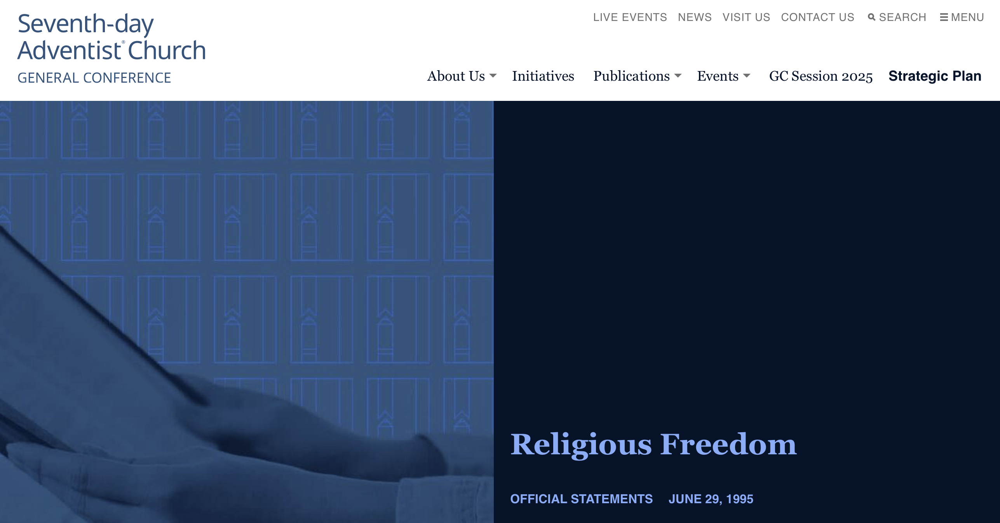 Seventh-day
Adventist® Church
GENERAL CONFERENCE
LIVE EVENTS NEWS VISIT US CONTACT US SEARCH MENU
About Us Initiatives Publications Events GC Session 2025 Strategic Plan
Religious Freedom
OFFICIAL STATEMENTS JUNE 29, 1995